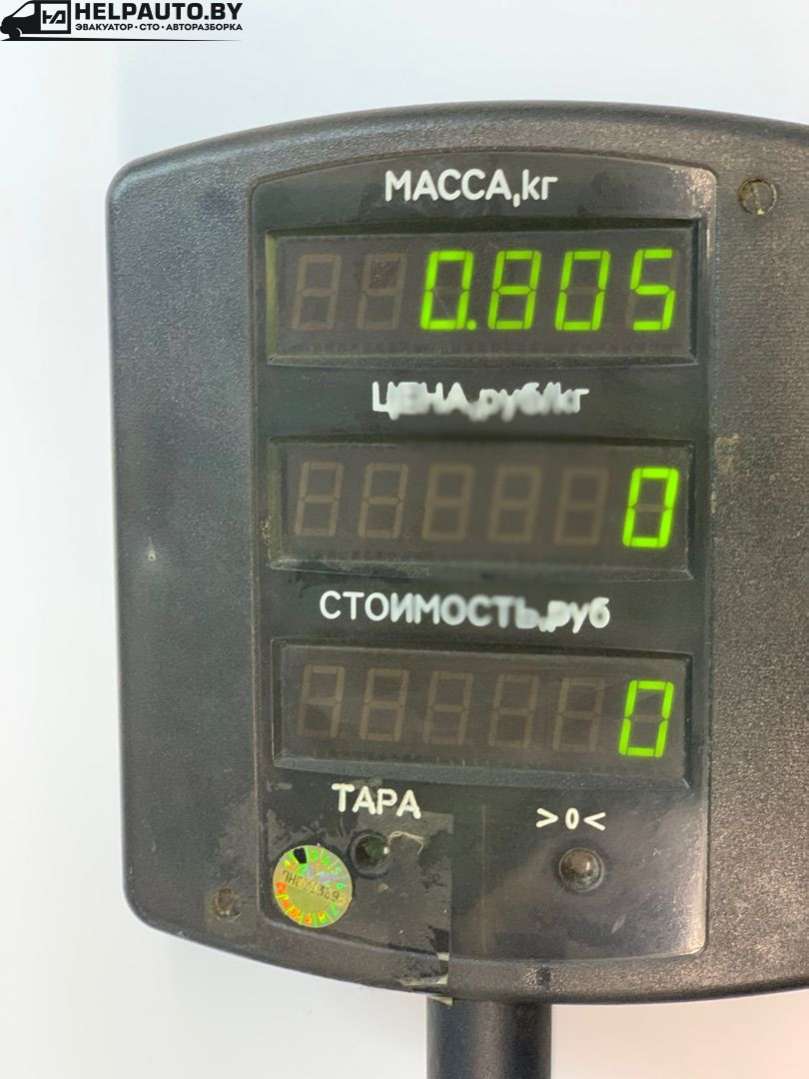 HELPAUTO.BY
ЭВАКУАТОР • СТО • АВТОРАЗБОРКА
МАССА,кг
0.805
ЦЕНА,руб/кг
0
СТОИМОСТЬ,руб
0
ТАРА
>0<